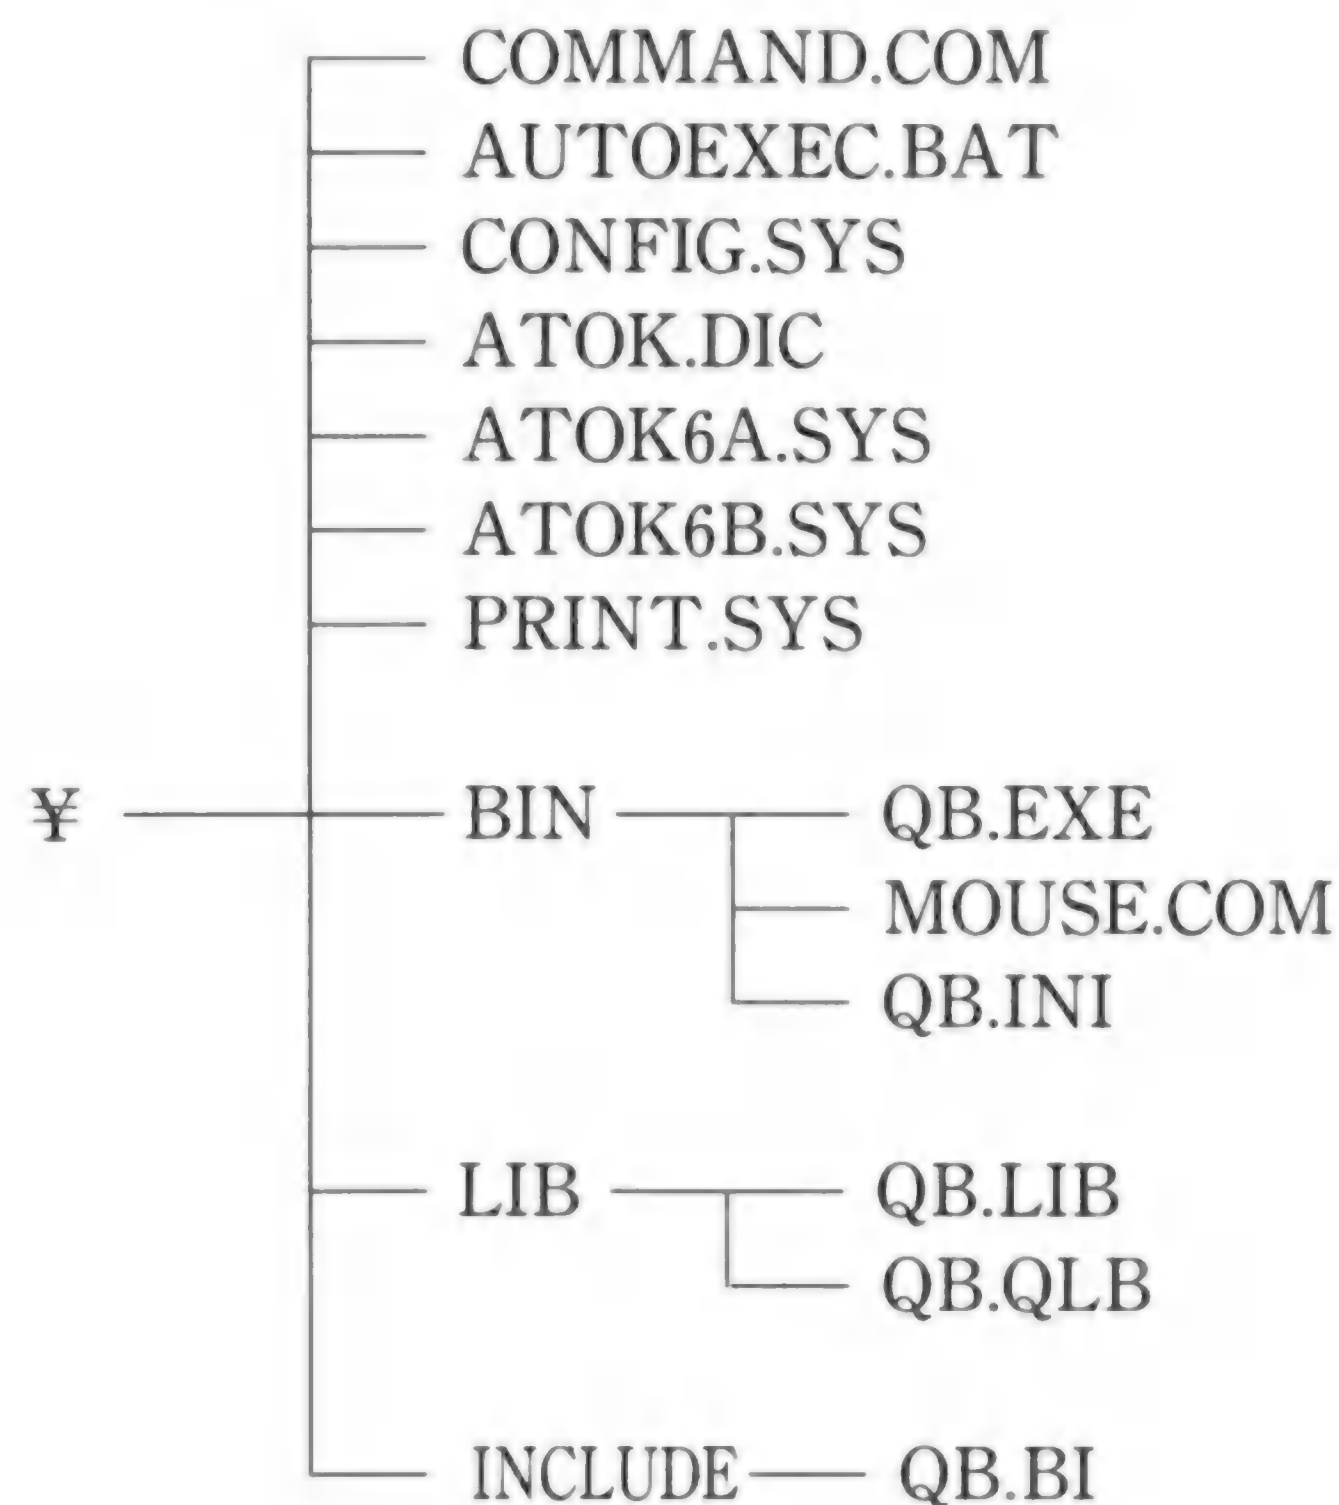 COMMAND.COM
AUTOEXEC.BAT
CONFIG.SYS
ATOK.DIC
ATOK6A.SYS
ATOK6B.SYS
PRINT.SYS
¥ BIN QB.EXE
MOUSE.COM
QB.INI
LIB QB.LIB
QB.QLB
INCLUDE QB.BI